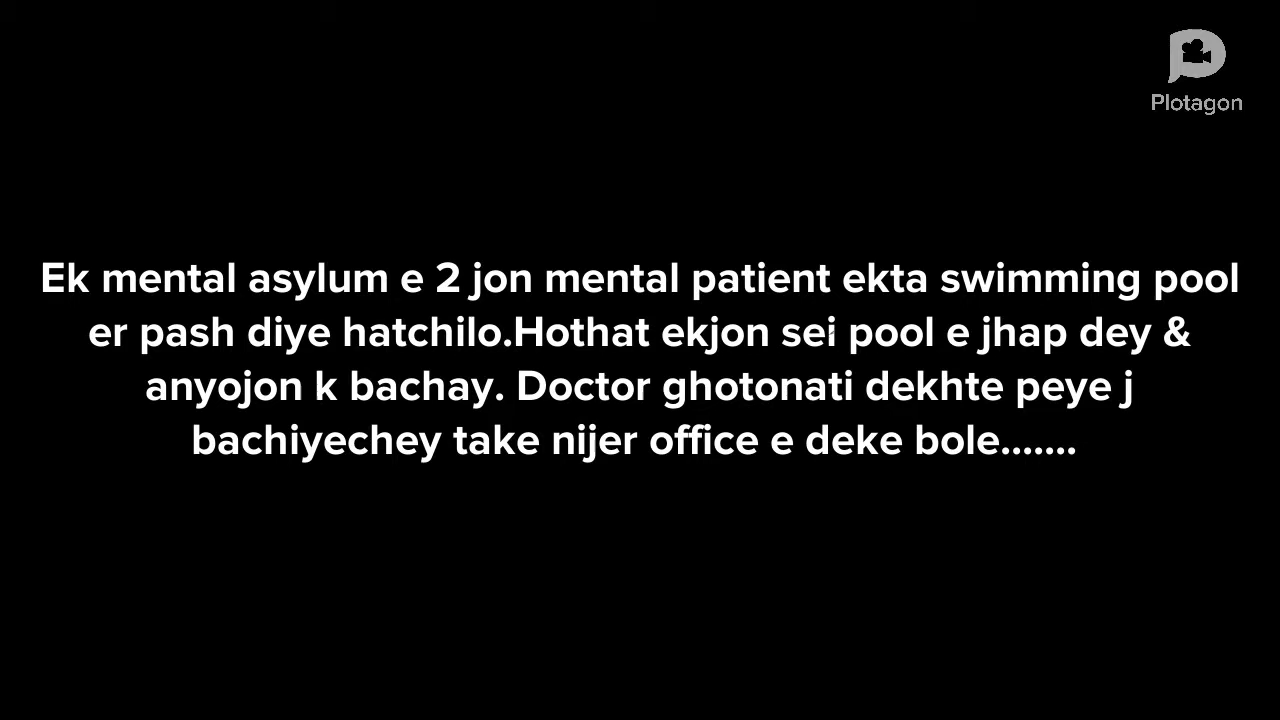 Plotagon
Ek mental asylum e 2 jon mental patient ekta swimming pool
er pash diye hatchilo.Hothat ekjon sei pool e jhap dey &
anyojon k bachay. Doctor ghotonati dekhte peye j
bachiyechey take nijer office e deke bole.......